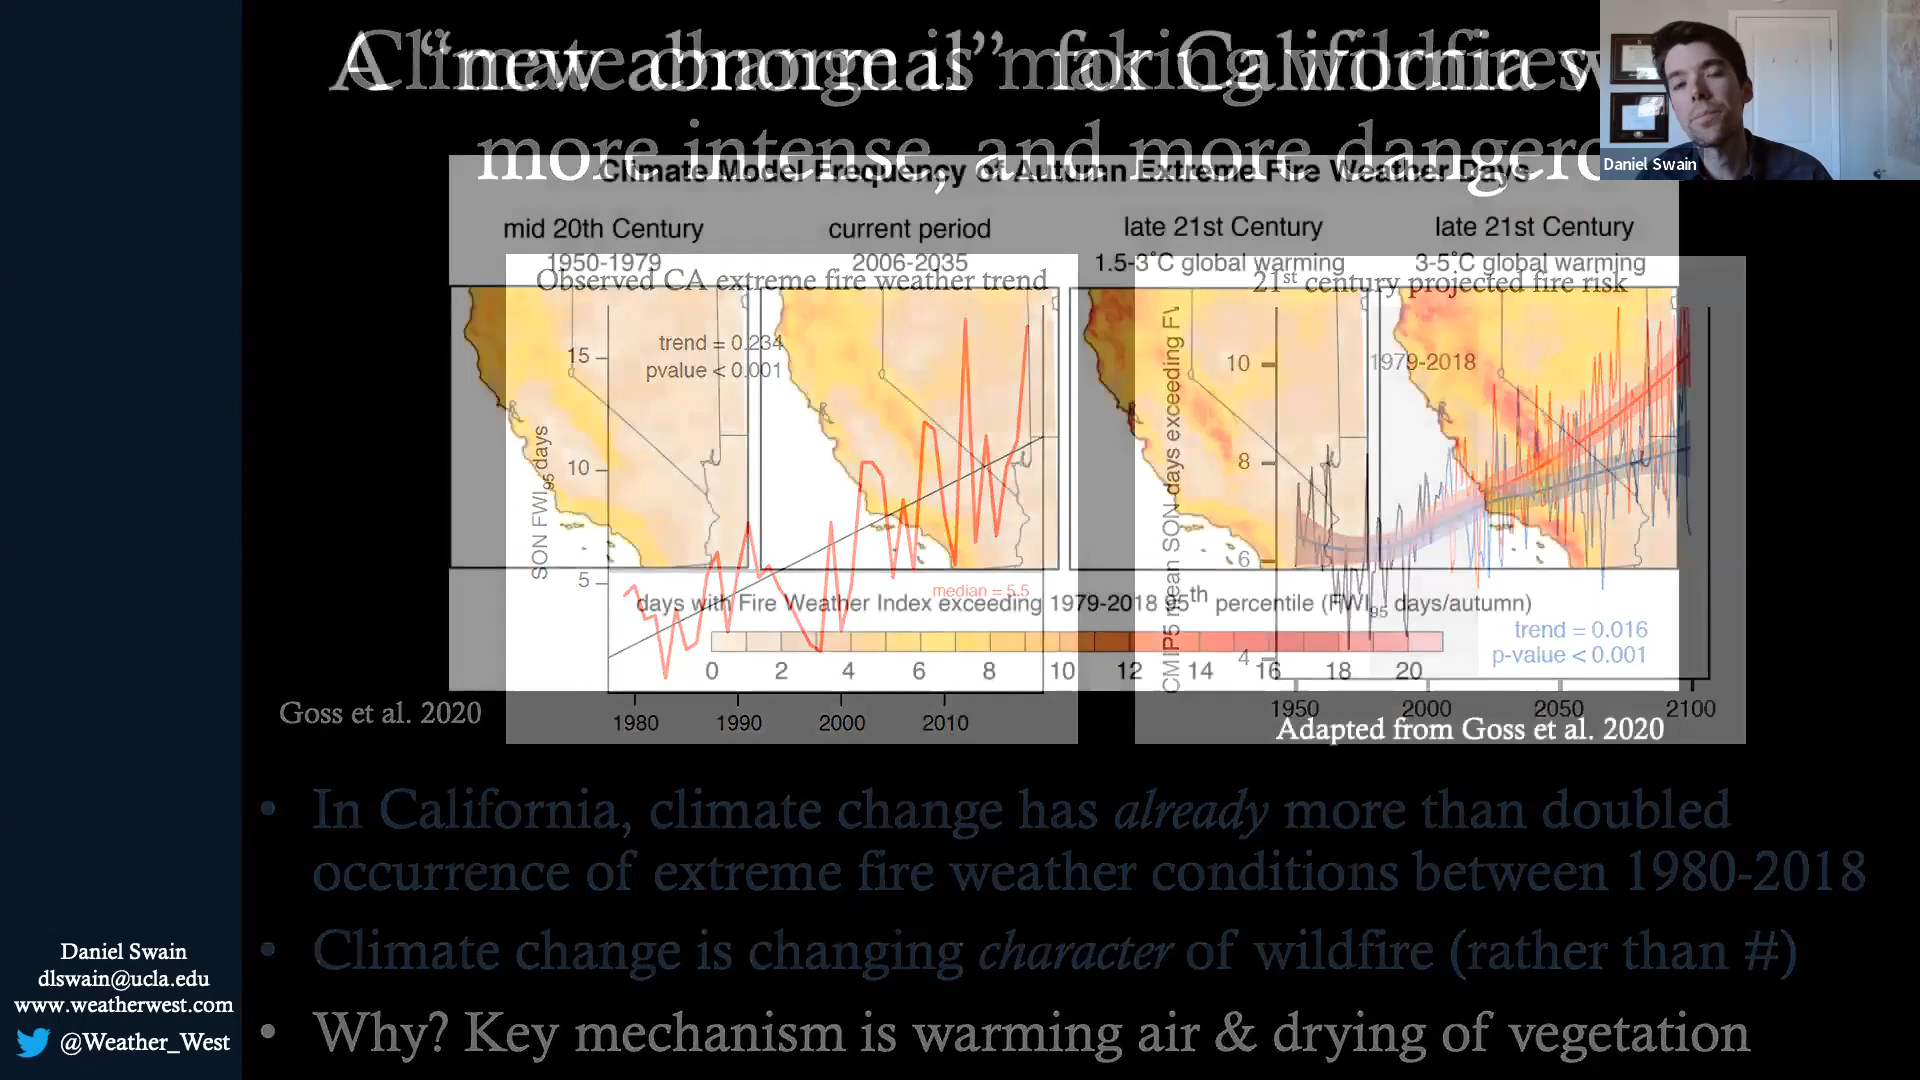 A “new abnormal” for California w
Climate change is making wildfires
more intense, and more dangero
Daniel Swain
Climate Model Frequency of Autumn Extreme Fire Weather Days
mid 20th Century
1950-1979
current period
2006-2035
late 21st Century
1.5-3°C global warming
late 21st Century
3-5°C global warming
Observed CA extreme fire weather trend
21st century projected fire risk
trend = 0.234
pvalue < 0.001
1979-2018
SON FWI95 days
15
10
5
median = 5.5
1980
1990
2000
2010
CMIP5 mean SON days exceeding
10
8
6
4
trend = 0.016
p-value < 0.001
1950
2000
2050
2100
days with Fire Weather Index exceeding 1979-2018 95th percentile (FWI95 days/autumn)
0 2 4 6 8 10 12 14 16 18 20
Goss et al. 2020
Adapted from Goss et al. 2020
• In California, climate change has already more than doubled
occurrence of extreme fire weather conditions between 1980-2018
• Climate change is changing character of wildfire (rather than #)
• Why? Key mechanism is warming air & drying of vegetation
Daniel Swain
dlswain@ucla.edu
www.weatherwest.com
@Weather_West